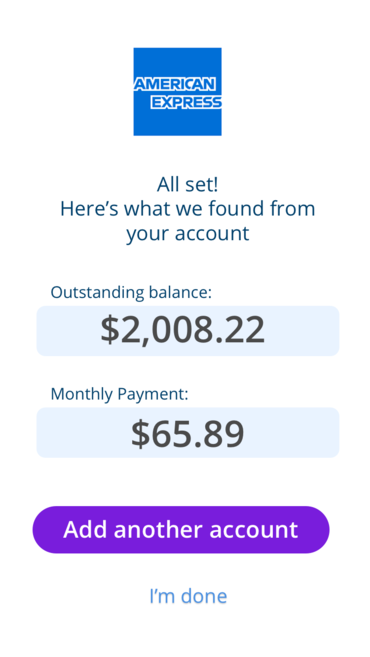 AMERICAN
EXPRESS
All set!
Here’s what we found from
your account
Outstanding balance:
$2,008.22
Monthly Payment:
$65.89
Add another account
I’m done